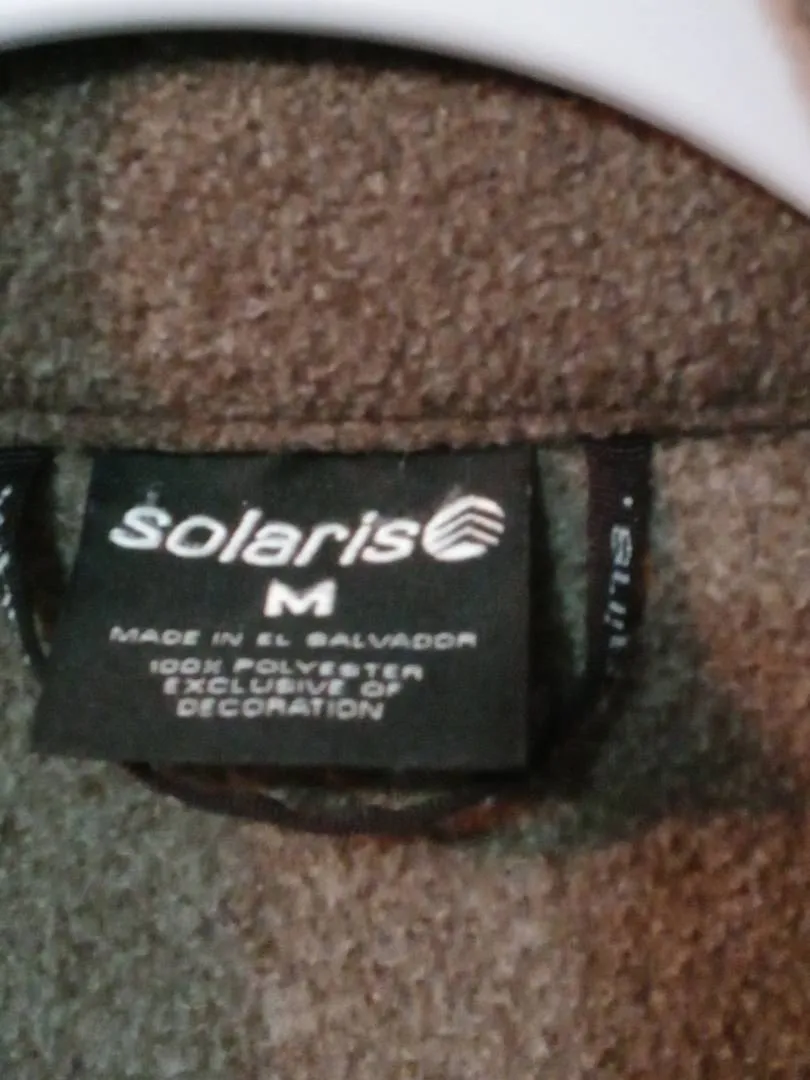 solaris
M
MADE IN EL SALVADOR
100% POLYESTER
EXCLUSIVE OF
DECORATION